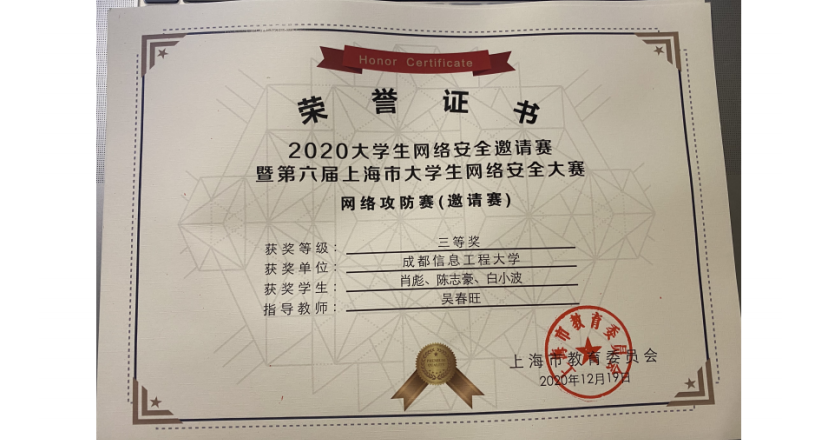 Honor Certificate
荣誉证书
2020大学生网络安全邀请赛
暨第六届上海市大学生网络安全大赛
网络攻防赛(邀请赛)
获奖等级：三等奖
获奖单位：成都信息工程大学
获奖学生：肖彪、陈志豪、白小波
指导教师：吴春旺
上海市教育委员会
上海市教育委员会
2020年12月19日